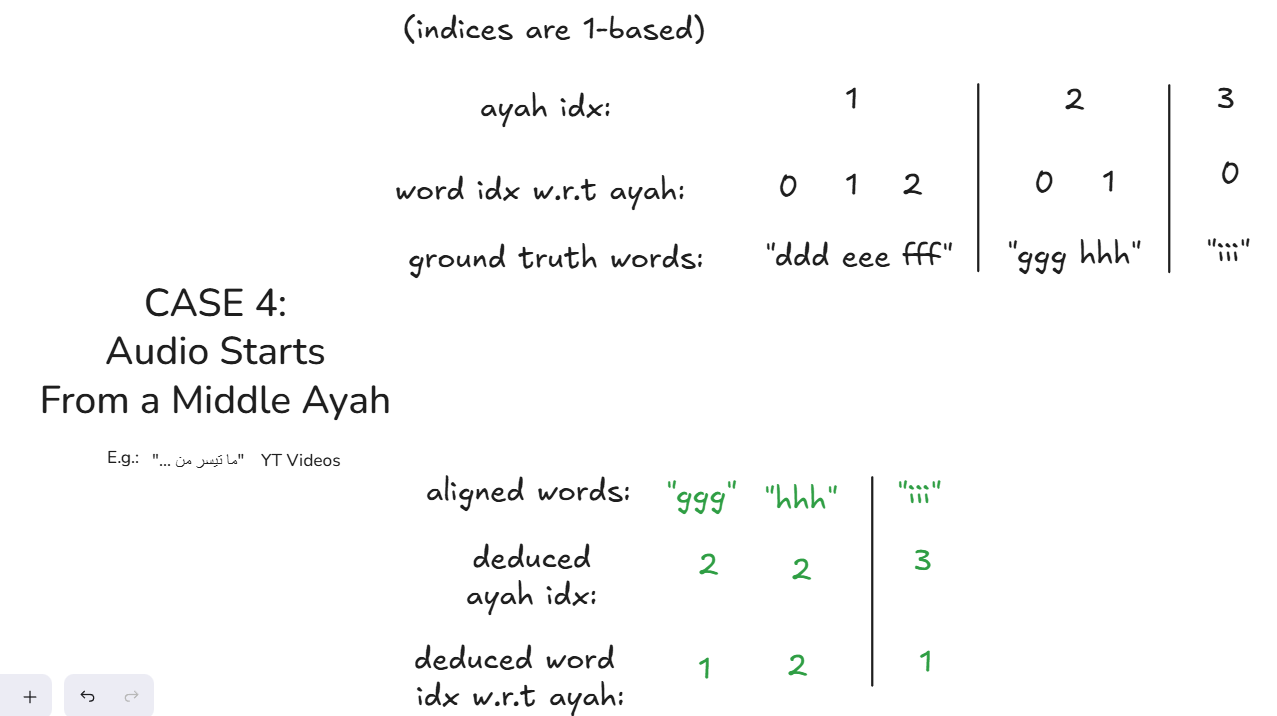 (indices are 1-based)
ayah idx: 1 2 3
word idx w.r.t ayah: 0 1 2 0 1 0
ground truth words: "ddd eee fff" "ggg hhh" "iii"
CASE 4:
Audio Starts
From a Middle Ayah
E.g.: "ما تيسر من ..." YT Videos
aligned words: "ggg" "hhh" "iii"
deduced
ayah idx: 2 2 3
deduced word
idx w.r.t ayah: 1 2 1